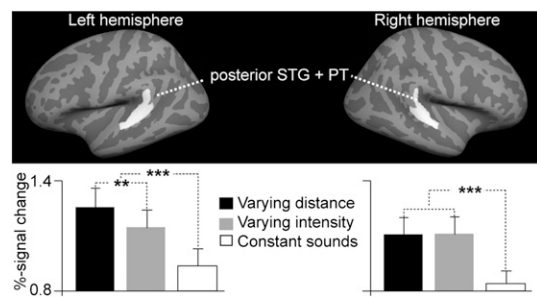 Left hemisphere
Right hemisphere
posterior STG + PT
%-signal change
1.4
0.8
**
***
Varying distance
Varying intensity
Constant sounds
***